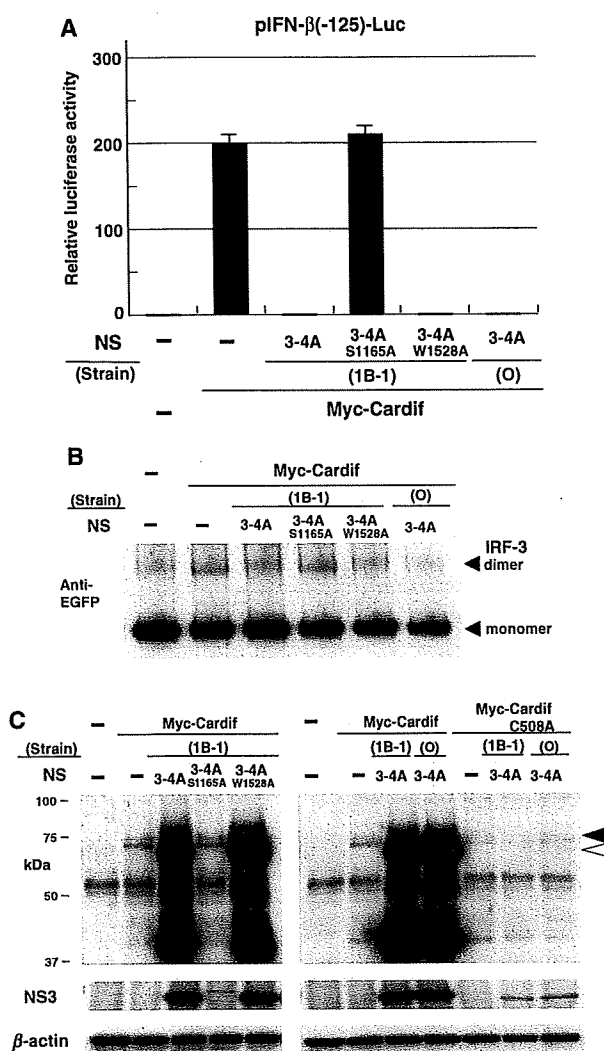 A
pIFN-β(-125)-Luc
Relative luciferase activity
300
200
100
0
NS – – 3-4A 3-4A S1165A 3-4A W1528A 3-4A
(Strain) (1B-1) (O)
– Myc-Cardif
B
– Myc-Cardif
(Strain) (1B-1) (O)
NS – – 3-4A 3-4A S1165A 3-4A W1528A 3-4A
Anti-EGFP
IRF-3
dimer
monomer
C
– Myc-Cardif – Myc-Cardif Myc-Cardif C508A
(Strain) (1B-1) (1B-1) (O) (1B-1) (O)
NS – – 3-4A 3-4A S1165A 3-4A W1528A – – 3-4A 3-4A – 3-4A 3-4A
100
75
kDa
50
37
NS3
β-actin